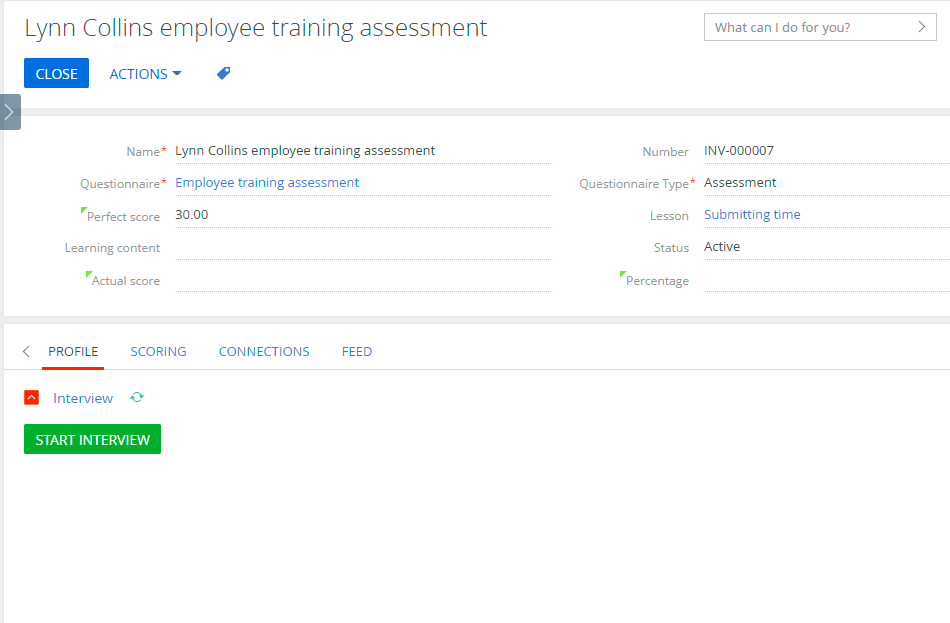 Lynn Collins employee training assessment
What can I do for you?
CLOSE ACTIONS
Name* Lynn Collins employee training assessment Number INV-000007
Questionnaire* Employee training assessment Questionnaire Type* Assessment
Perfect score 30.00 Lesson Submitting time
Learning content Status Active
Actual score Percentage
PROFILE SCORING CONNECTIONS FEED
Interview
START INTERVIEW